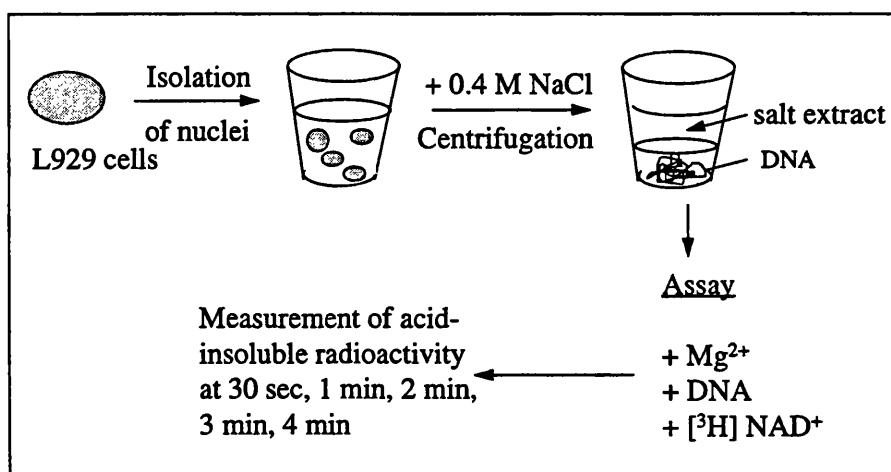 Isolation
of nuclei
L929 cells
+ 0.4 M NaCl
Centrifugation
salt extract
DNA
Assay
+ Mg²⁺
+ DNA
+ [³H] NAD⁺
Measurement of acid-
insoluble radioactivity
at 30 sec, 1 min, 2 min,
3 min, 4 min